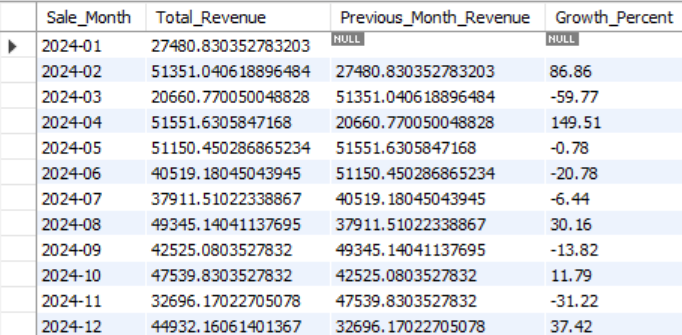 Sale_Month Total_Revenue Previous_Month_Revenue Growth_Percent
2024-01 27480.830352783203 NULL NULL
2024-02 51351.040618896484 27480.830352783203 86.86
2024-03 20660.770050048828 51351.040618896484 -59.77
2024-04 51551.6305847168 20660.770050048828 149.51
2024-05 51150.450286865234 51551.6305847168 -0.78
2024-06 40519.18045043945 51150.450286865234 -20.78
2024-07 37911.51022338867 40519.18045043945 -6.44
2024-08 49345.14041137695 37911.51022338867 30.16
2024-09 42525.0803527832 49345.14041137695 -13.82
2024-10 47539.8303527832 42525.0803527832 11.79
2024-11 32696.17022705078 47539.8303527832 -31.22
2024-12 44932.16061401367 32696.17022705078 37.42